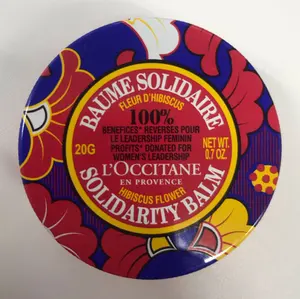 BAUME SOLIDAIRE
FLEUR D'HIBISCUS
100%
BENEFICES* REVERSES POUR
LE LEADERSHIP FEMININ
PROFITS* DONATED FOR
WOMEN'S LEADERSHIP
20G
NET WT.
0.7 OZ.
L'OCCITANE
EN PROVENCE
HIBISCUS FLOWER
SOLIDARITY BALM